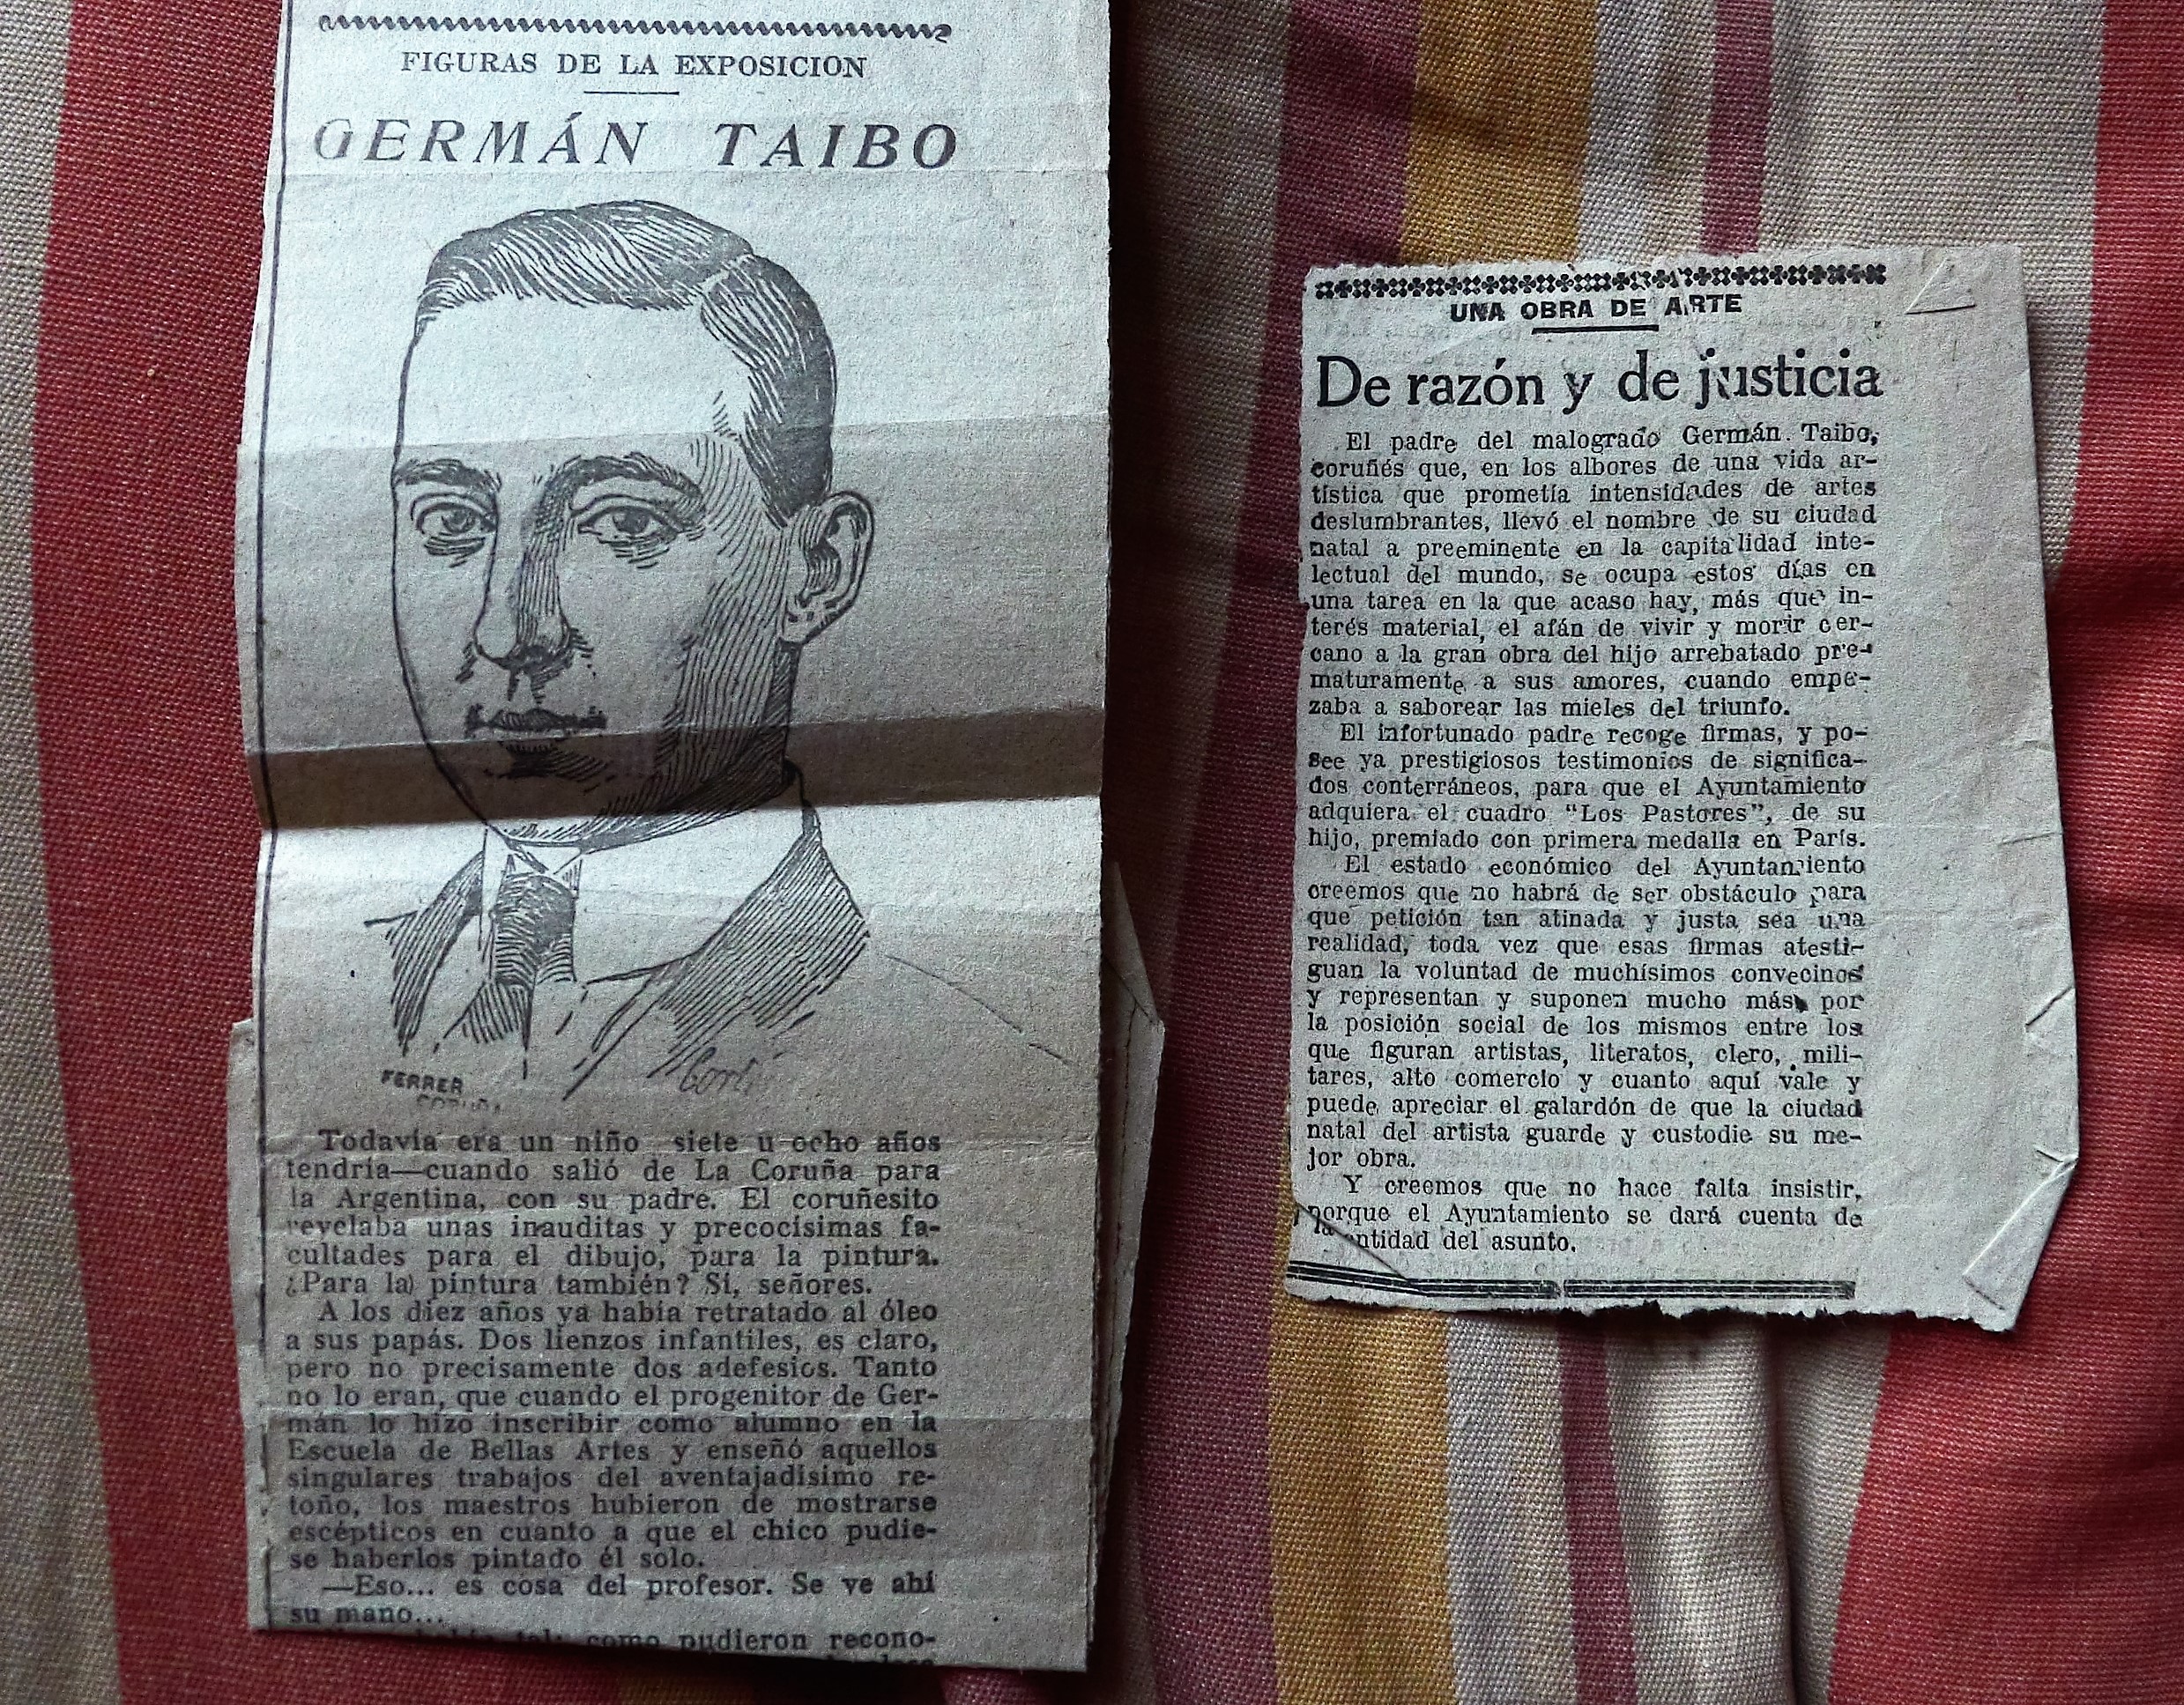 FIGURAS DE LA EXPOSICION
GERMÁN TAIBO
FERRER
CORUÑA
Todavía era un niño siete u ocho años
tendría—cuando salió de La Coruña para
la Argentina, con su padre. El coruñesito
revelaba unas inauditas y precocísimas fa-
cultades para el dibujo, para la pintura.
¿Para la pintura también? Sí, señores.
A los diez años ya había retratado al óleo
a sus papás. Dos lienzos infantiles, es claro,
pero no precisamente dos adefesios. Tanto
no lo eran, que cuando el progenitor de Ger-
mán lo hizo inscribir como alumno en la
Escuela de Bellas Artes y enseñó aquellos
singulares trabajos del aventajadísimo re-
toño, los maestros hubieron de mostrarse
escépticos en cuanto a que el chico pudie-
se haberlos pintado él solo.
—Eso... es cosa del profesor. Se ve ahí
su mano...
como pudieron recono-
UNA OBRA DE ARTE
De razón y de justicia
El padre del malogrado Germán Taibo,
coruñés que, en los albores de una vida ar-
tística que prometía intensidades de artes
deslumbrantes, llevó el nombre de su ciudad
natal a preeminente en la capitalidad inte-
lectual del mundo, se ocupa estos días en
una tarea en la que acaso hay, más que in-
terés material, el afán de vivir y morir cer-
cano a la gran obra del hijo arrebatado pre-
maturamente a sus amores, cuando empe-
zaba a saborear las mieles del triunfo.
El infortunado padre recoge firmas, y po-
see ya prestigiosos testimonios de significa-
dos conterráneos, para que el Ayuntamiento
adquiera el cuadro "Los Pastores", de su
hijo, premiado con primera medalla en París.
El estado económico del Ayuntamiento
creemos que no habrá de ser obstáculo para
que petición tan atinada y justa sea una
realidad, toda vez que esas firmas atesti-
guan la voluntad de muchísimos convecinos
y representan y suponen mucho más por
la posición social de los mismos entre los
que figuran artistas, literatos, clero, mili-
tares, alto comercio y cuanto aquí vale y
puede apreciar el galardón de que la ciudad
natal del artista guarde y custodie su me-
jor obra.
Y creemos que no hace falta insistir,
porque el Ayuntamiento se dará cuenta de
la entidad del asunto.